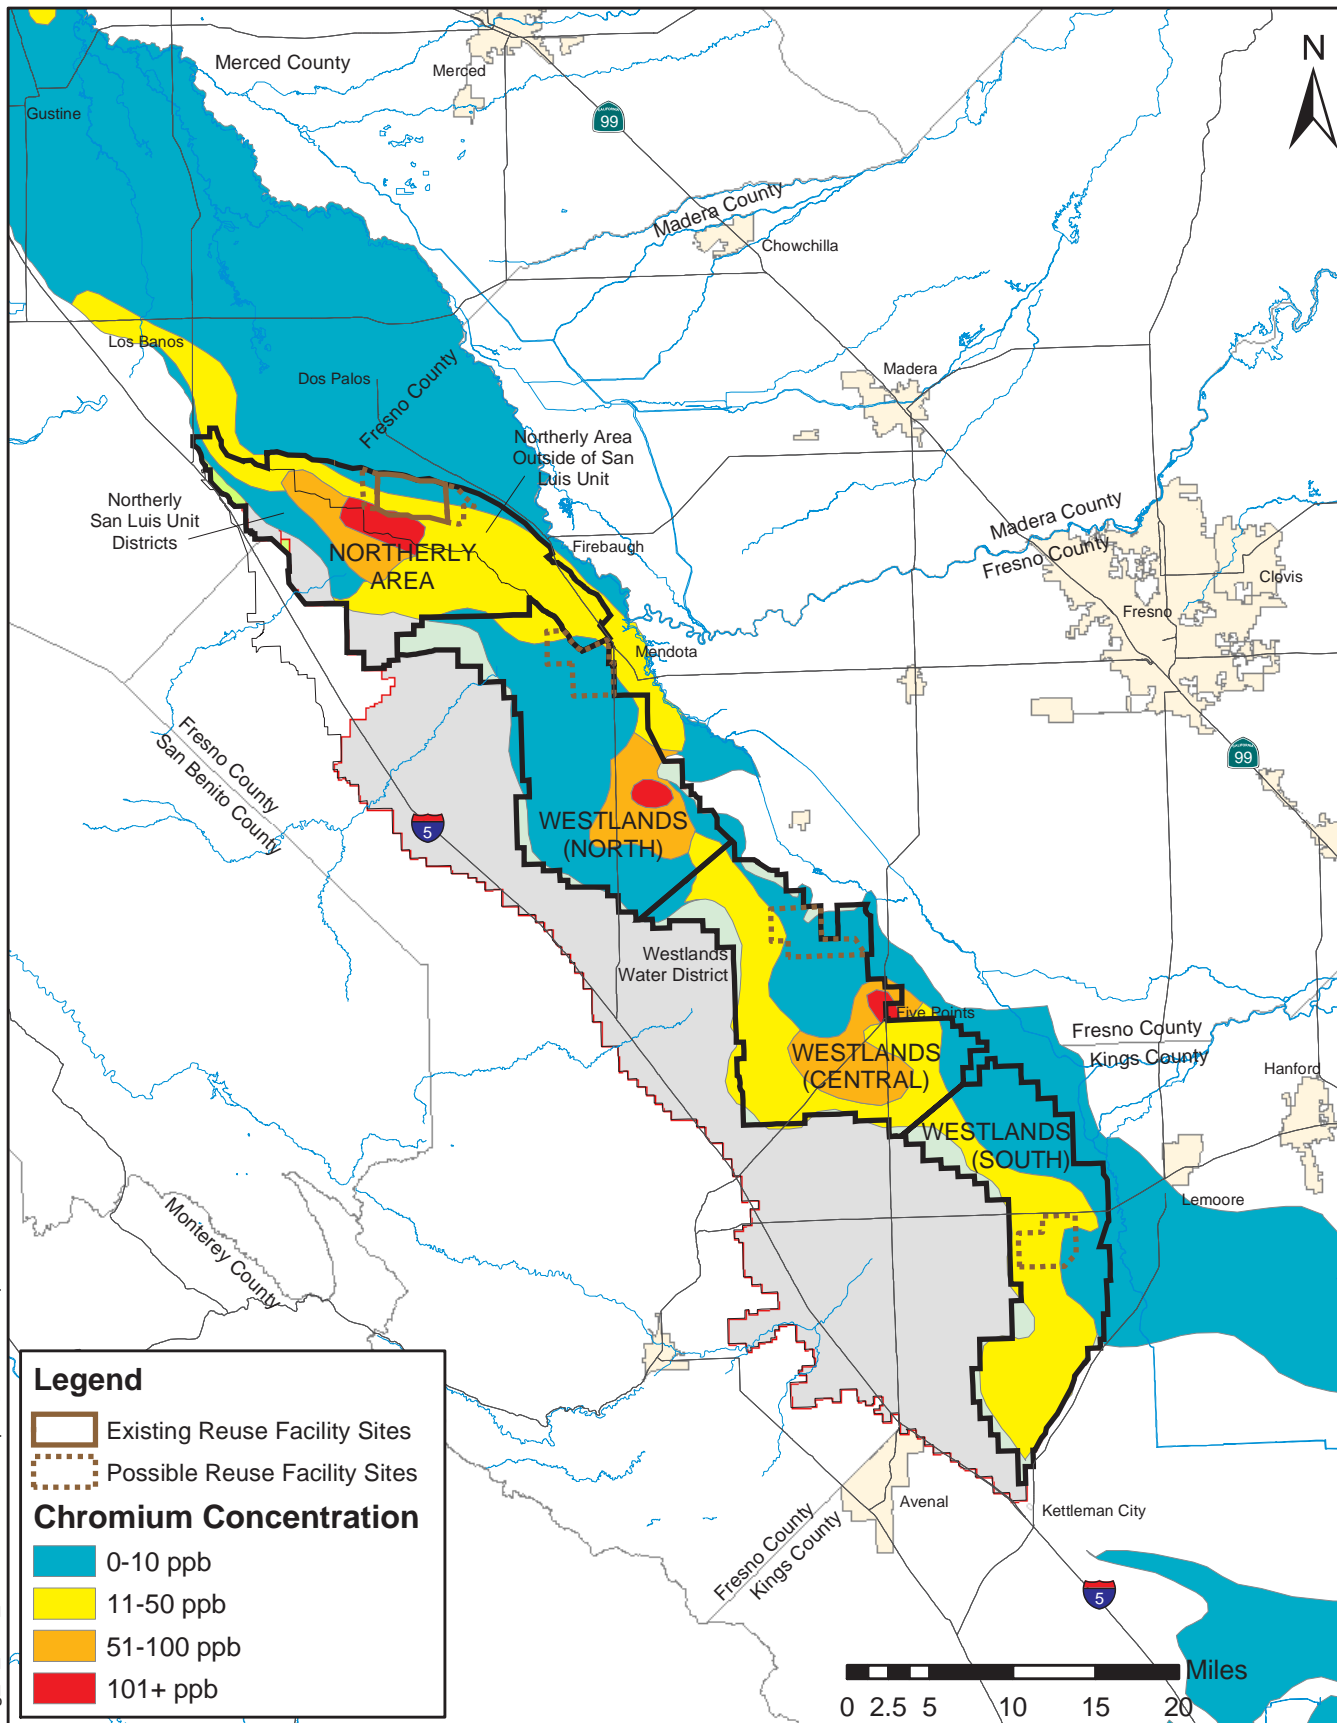 Merced County
Merced
N
Gustine
CALIFORNIA
99
Madera County
Chowchilla
Los Banos
Dos Palos
Fresno County
Madera
Northerly Area
Outside of San
Luis Unit
Northerly
San Luis Unit
Districts
Madera County
Fresno County
NORTHERLY
AREA
Firebaugh
Clovis
Fresno
Mendota
Fresno County
San Benito County
CALIFORNIA
99
5
WESTLANDS
(NORTH)
Westlands
Water District
Five Points
Fresno County
Kings County
WESTLANDS
(CENTRAL)
Hanford
WESTLANDS
(SOUTH)
Lemoore
Monterey County
Legend
Existing Reuse Facility Sites
Possible Reuse Facility Sites
Chromium Concentration
0-10 ppb
11-50 ppb
51-100 ppb
101+ ppb
Avenal
Kettleman City
Fresno County
Kings County
5
Miles
0 2.5 5 10 15 20